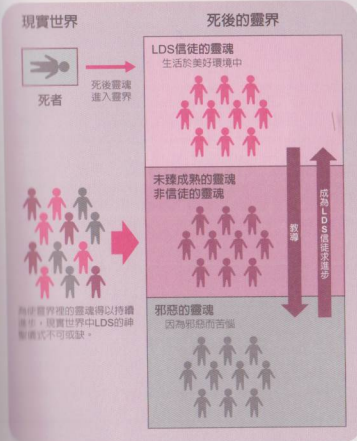 現實世界
死後的靈界
死者
死後靈魂
進入靈界
LDS信徒的靈魂
生活於美好環境中
未臻成熟的靈魂
非信徒的靈魂
教導
成為LDS信徒求進步
邪惡的靈魂
因為邪惡而苦惱
靈界裡的靈魂得以持續
進步,現實世界中LDS的神
儀式不可或缺。